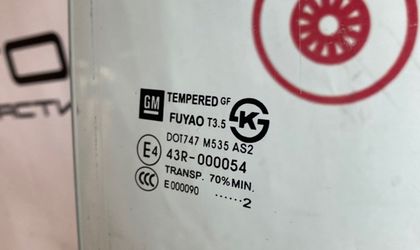 GM TEMPERED GF
FUYAO T3.5
DOT747 M535 AS2
E4 43R-000054
CCC TRANSP. 70% MIN.
E000090
......2